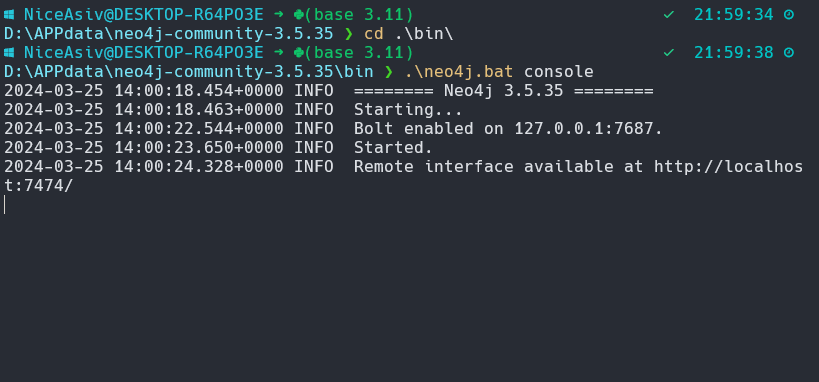 NiceAsiv@DESKTOP-R64PO3E ➜ (base 3.11) ✓ 21:59:34
D:\APPdata\neo4j-community-3.5.35 ❯ cd .\bin\
NiceAsiv@DESKTOP-R64PO3E ➜ (base 3.11) ✓ 21:59:38
D:\APPdata\neo4j-community-3.5.35\bin ❯ .\neo4j.bat console
2024-03-25 14:00:18.454+0000 INFO  ======== Neo4j 3.5.35 ========
2024-03-25 14:00:18.463+0000 INFO  Starting...
2024-03-25 14:00:22.544+0000 INFO  Bolt enabled on 127.0.0.1:7687.
2024-03-25 14:00:23.650+0000 INFO  Started.
2024-03-25 14:00:24.328+0000 INFO  Remote interface available at http://localhos
t:7474/